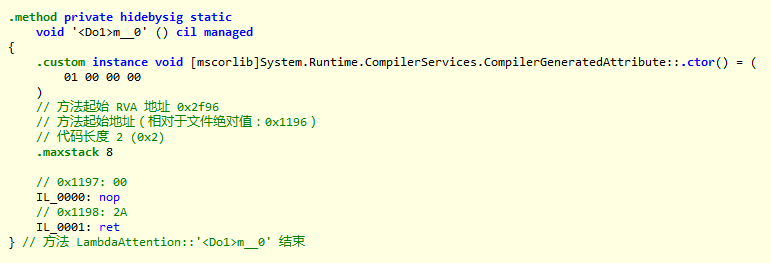 .method private hidebysig static
void '<Do1>m__0' () cil managed
{
.custom instance void [mscorlib]System.Runtime.CompilerServices.CompilerGeneratedAttribute::.ctor() = (
01 00 00 00
)
// 方法起始 RVA 地址 0x2f96
// 方法起始地址（相对于文件绝对值：0x1196）
// 代码长度 2 (0x2)
.maxstack 8
// 0x1197: 00
IL_0000: nop
// 0x1198: 2A
IL_0001: ret
} // 方法 LambdaAttention::'<Do1>m__0' 结束